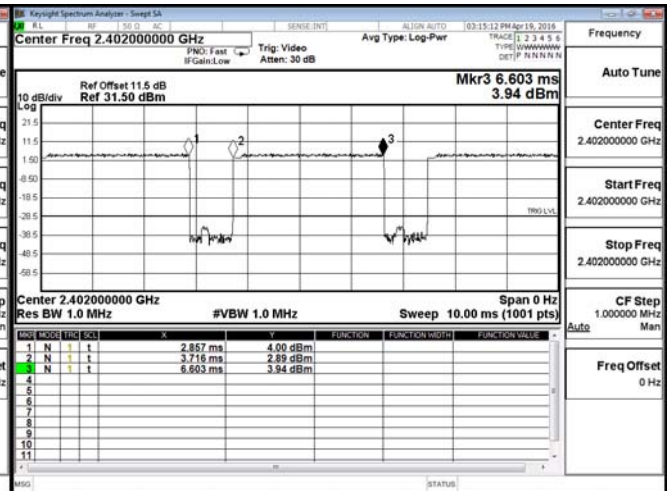 Keysight Spectrum Analyzer - Swept SA
RL RF 50 Ω AC SENSE:INT ALIGN AUTO 03:15:12 PM Apr 19, 2016
Center Freq 2.402000000 GHz Avg Type: Log-Pwr TRACE 1 2 3 4 5 6
PNO: Fast Trig: Video TYPE WWWWWW
IFGain:Low Atten: 30 dB DET P N N N N N
Mkr3 6.603 ms
3.94 dBm
Ref Offset 11.5 dB
10 dB/div Ref 31.50 dBm
Log
21.5
11.5
1.50
-8.50
-18.5
-28.5
-38.5
-48.5
-58.5
1
2
3
TRIG LVL
Center 2.402000000 GHz Span 0 Hz
Res BW 1.0 MHz #VBW 1.0 MHz Sweep 10.00 ms (1001 pts)
MKR MODE TRC SCL X Y FUNCTION FUNCTION WIDTH FUNCTION VALUE
1 N 1 t 2.857 ms 4.00 dBm
2 N 1 t 3.716 ms 2.89 dBm
3 N 1 t 6.603 ms 3.94 dBm
4
5
6
7
8
9
10
11
MSG STATUS
Frequency
Auto Tune
Center Freq
2.402000000 GHz
Start Freq
2.402000000 GHz
Stop Freq
2.402000000 GHz
CF Step
1.000000 MHz
Auto Man
Freq Offset
0 Hz